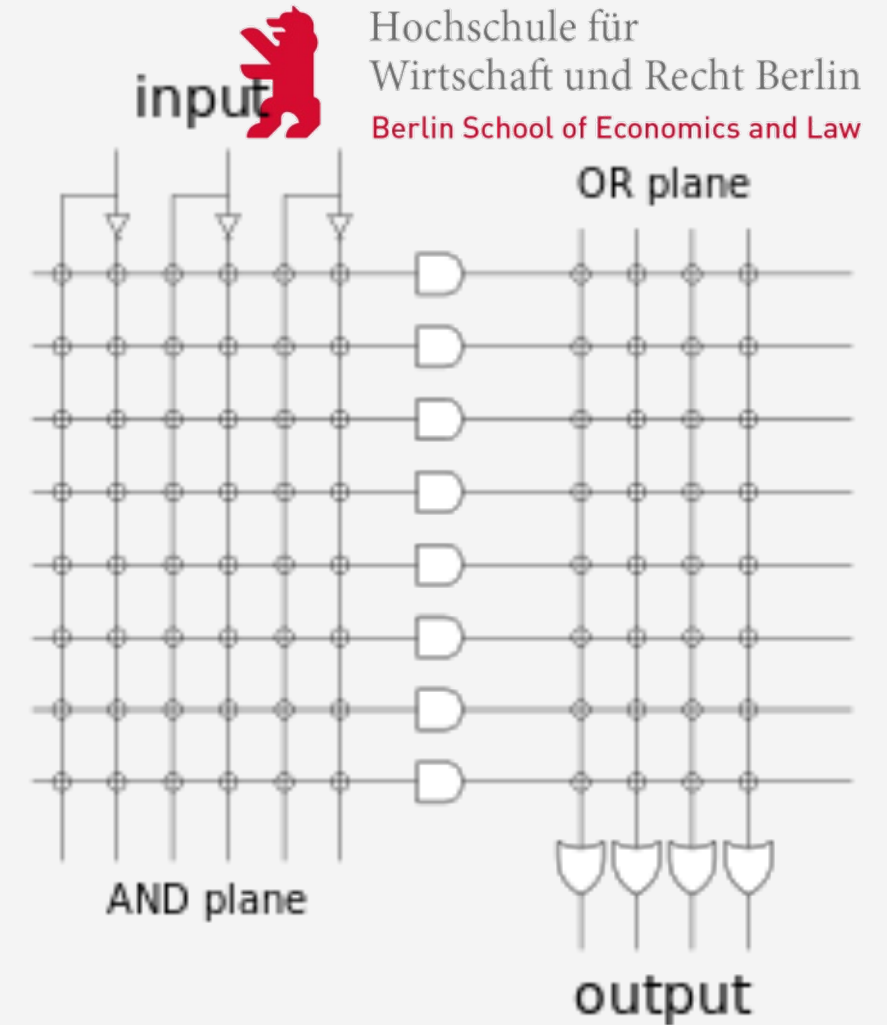 Hochschule für
Wirtschaft und Recht Berlin
Berlin School of Economics and Law
input
OR plane
AND plane
output